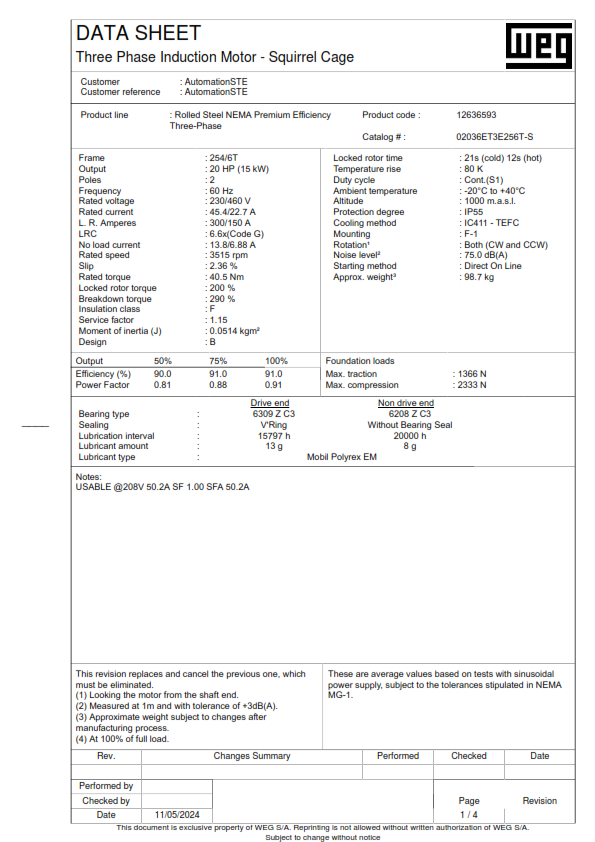 DATA SHEET
Three Phase Induction Motor - Squirrel Cage
weg
Customer : AutomationSTE
Customer reference : AutomationSTE
Product line : Rolled Steel NEMA Premium Efficiency Three-Phase
Product code : 12636593
Catalog # : 02036ET3E256T-S
Frame : 254/6T
Output : 20 HP (15 kW)
Poles : 2
Frequency : 60 Hz
Rated voltage : 230/460 V
Rated current : 45.4/22.7 A
L. R. Amperes : 300/150 A
LRC : 6.6x(Code G)
No load current : 13.8/6.88 A
Rated speed : 3515 rpm
Slip : 2.36 %
Rated torque : 40.5 Nm
Locked rotor torque : 200 %
Breakdown torque : 290 %
Insulation class : F
Service factor : 1.15
Moment of inertia (J) : 0.0514 kgm²
Design : B
Locked rotor time : 21s (cold) 12s (hot)
Temperature rise : 80 K
Duty cycle : Cont.(S1)
Ambient temperature : -20°C to +40°C
Altitude : 1000 m.a.s.l.
Protection degree : IP55
Cooling method : IC411 - TEFC
Mounting : F-1
Rotation¹ : Both (CW and CCW)
Noise level² : 75.0 dB(A)
Starting method : Direct On Line
Approx. weight³ : 98.7 kg
Output 50% 75% 100%
Efficiency (%) 90.0 91.0 91.0
Power Factor 0.81 0.88 0.91
Foundation loads
Max. traction : 1366 N
Max. compression : 2333 N
Drive end Non drive end
Bearing type : 6309 Z C3 6208 Z C3
Sealing : V'Ring Without Bearing Seal
Lubrication interval : 15797 h 20000 h
Lubricant amount : 13 g 8 g
Lubricant type : Mobil Polyrex EM
Notes:
USABLE @208V 50.2A SF 1.00 SFA 50.2A
This revision replaces and cancel the previous one, which
must be eliminated.
(1) Looking the motor from the shaft end.
(2) Measured at 1m and with tolerance of +3dB(A).
(3) Approximate weight subject to changes after
manufacturing process.
(4) At 100% of full load.
These are average values based on tests with sinusoidal
power supply, subject to the tolerances stipulated in NEMA
MG-1.
Rev. Changes Summary Performed Checked Date
Performed by
Checked by Page Revision
Date 11/05/2024 1 / 4
This document is exclusive property of WEG S/A. Reprinting is not allowed without written authorization of WEG S/A.
Subject to change without notice